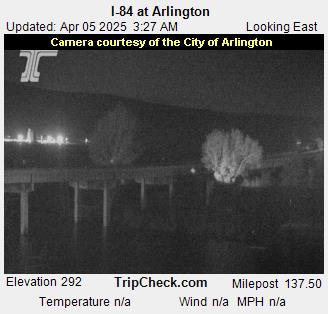 I-84 at Arlington
Updated: Apr 05 2025 3:27 AM Looking East
Camera courtesy of the City of Arlington
Elevation 292 TripCheck.com Milepost 137.50
Temperature n/a Wind n/a MPH n/a